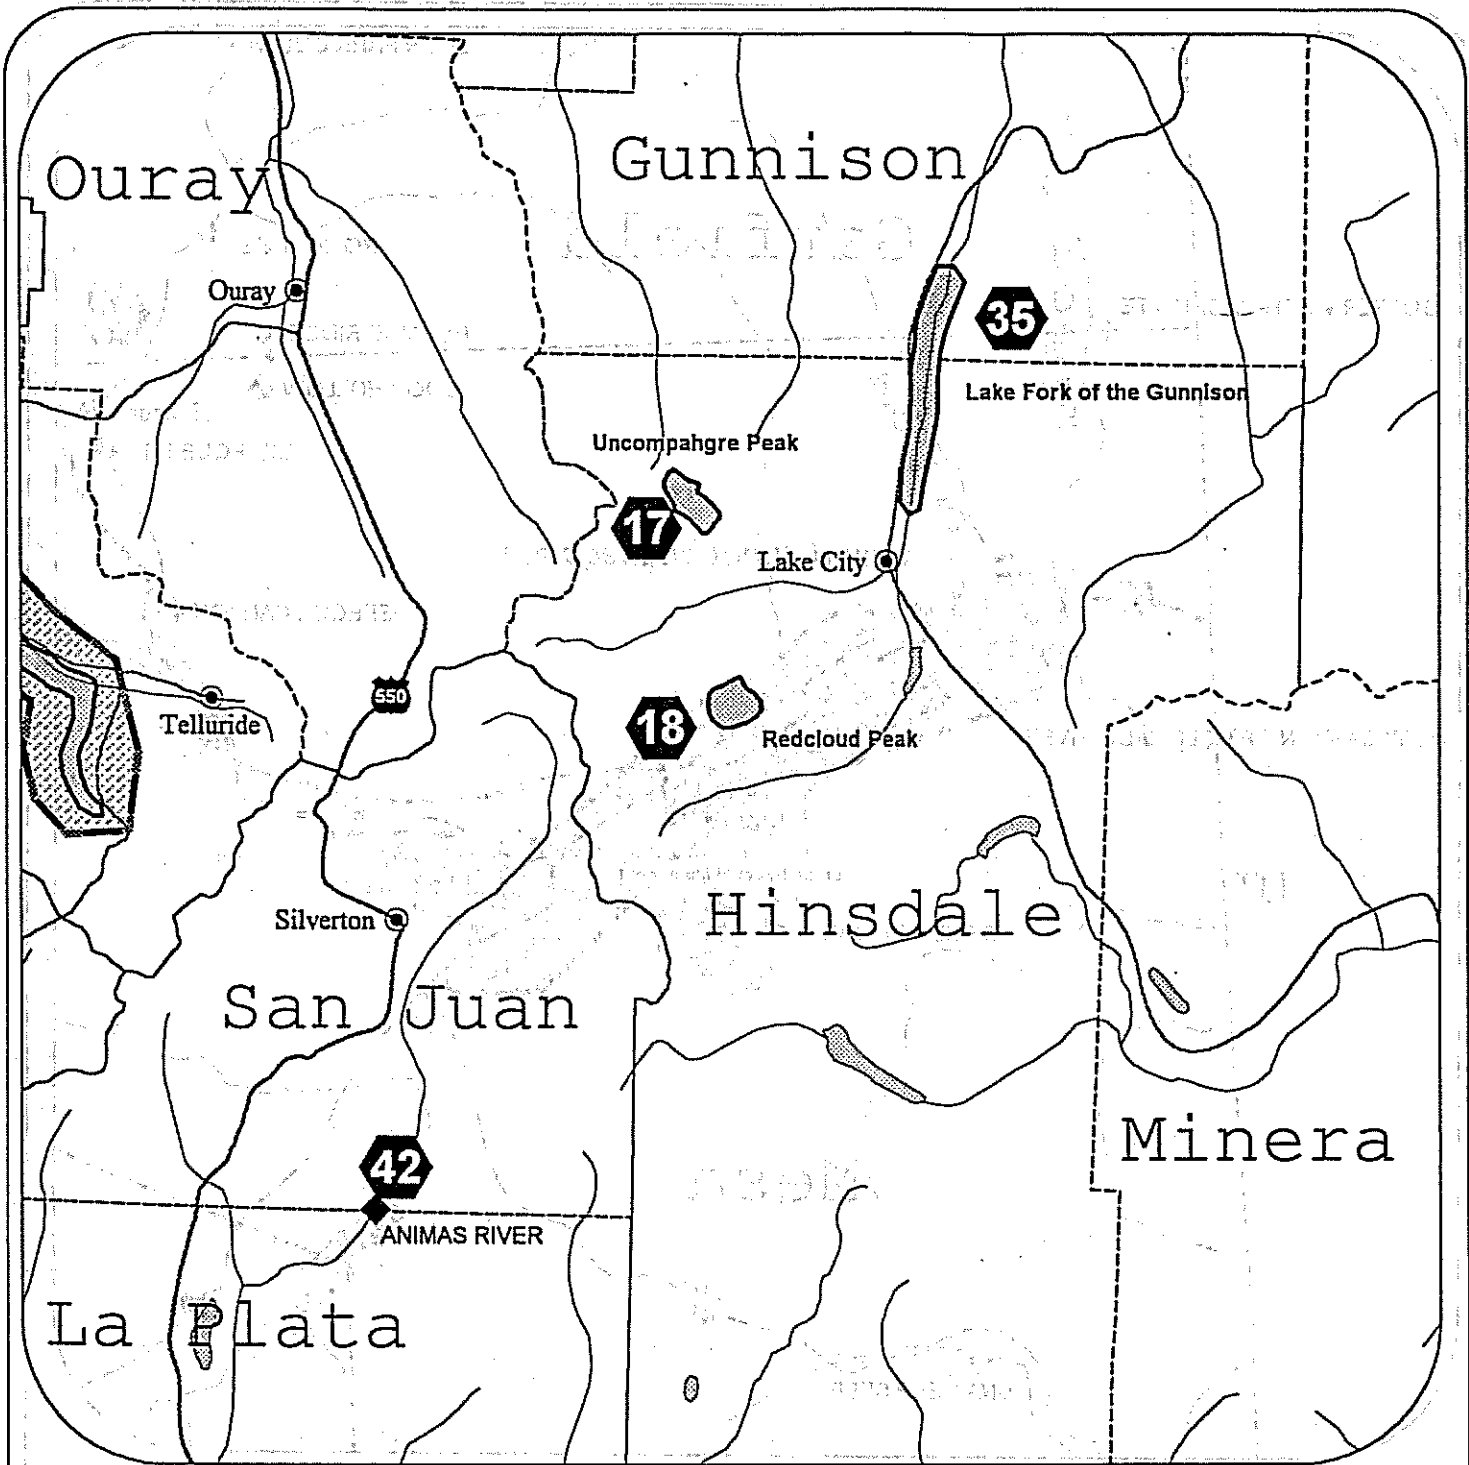 Ouray
Gunnison
Ouray
35
Lake Fork of the Gunnison
Uncompahgre Peak
17
Lake City
550
Telluride
18
Redcloud Peak
Hinsdale
Silverton
San Juan
Minera
42
ANIMAS RIVER
La Plata